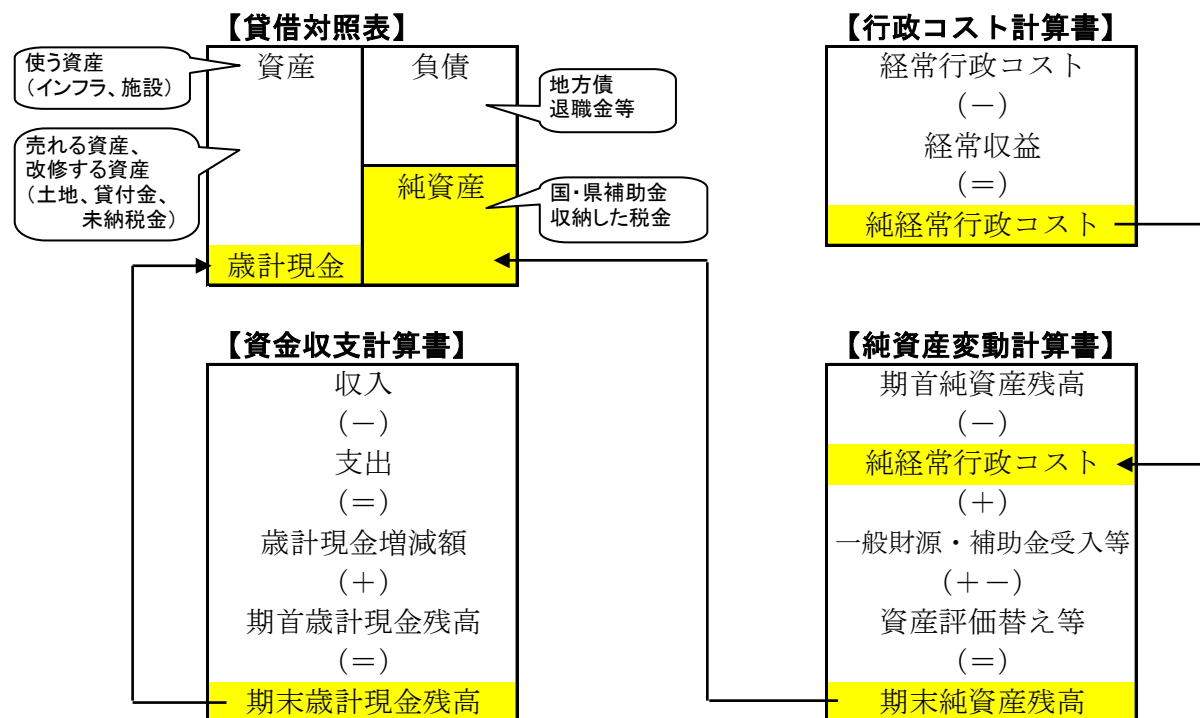 【貸借対照表】
資産
負債
使う資産
（インフラ、施設）
地方債
退職金等
売れる資産、
改修する資産
（土地、貸付金、
未納税金）
純資産
国・県補助金
収納した税金
歳計現金
【行政コスト計算書】
経常行政コスト
（－）
経常収益
（＝）
純経常行政コスト
【資金収支計算書】
収入
（－）
支出
（＝）
歳計現金増減額
（＋）
期首歳計現金残高
（＝）
期末歳計現金残高
【純資産変動計算書】
期首純資産残高
（－）
純経常行政コスト
（＋）
一般財源・補助金受入等
（＋－）
資産評価替え等
（＝）
期末純資産残高